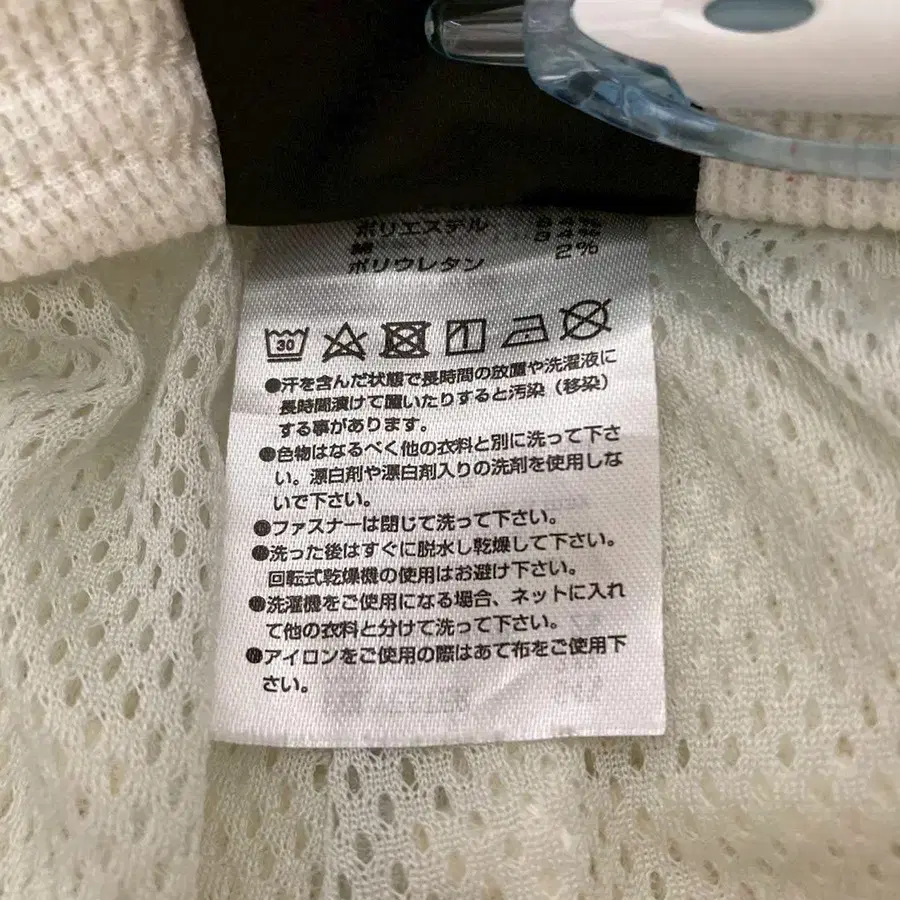 ポリエステル
綿
ポリウレタン 2%
30
●汗を含んだ状態で長時間の放置や洗濯液に
長時間漬けて置いたりすると汚染（移染）
する事があります。
●色物はなるべく他の衣料と別に洗って下さ
い。漂白剤や漂白剤入りの洗剤を使用しな
いで下さい。
●ファスナーは閉じて洗って下さい。
●洗った後はすぐに脱水し乾燥して下さい。
回転式乾燥機の使用はお避け下さい。
●洗濯機をご使用になる場合、ネットに入れ
て他の衣料と分けて洗って下さい。
●アイロンをご使用の際はあて布をご使用下
さい。